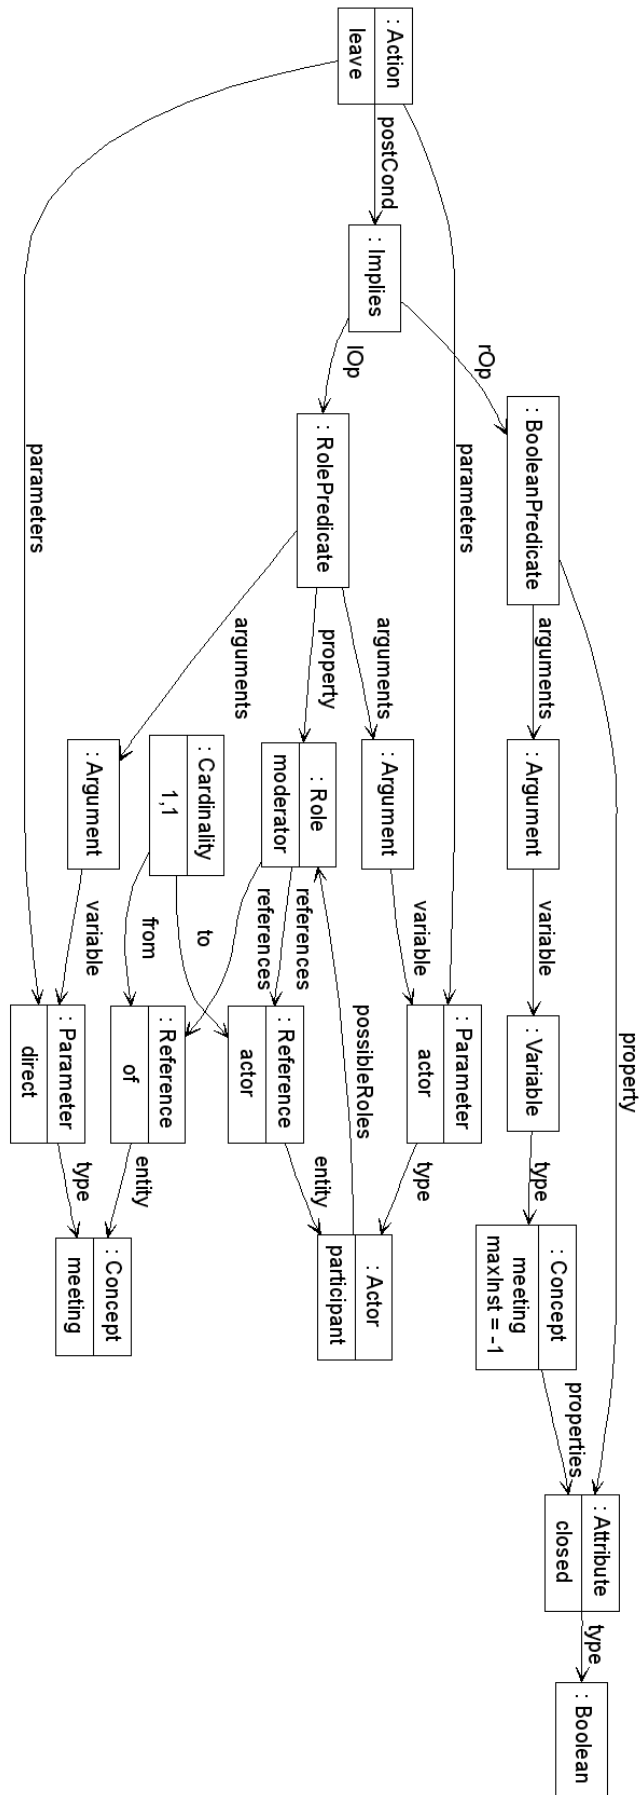 : Action
leave
postCond
parameters
parameters
: Implies
rOp
lOp
: BooleanPredicate
: RolePredicate
arguments
arguments
property
arguments
property
: Argument
: Argument
: Role
moderator
: Cardinality
1,1
: Argument
variable
variable
references
references
to
from
variable
possibleRoles
: Variable
: Parameter
actor
: Reference
actor
: Reference
of
: Parameter
direct
type
type
entity
entity
type
: Concept
meeting
maxInst = -1
: Actor
participant
: Concept
meeting
properties
: Attribute
closed
type
: Boolean